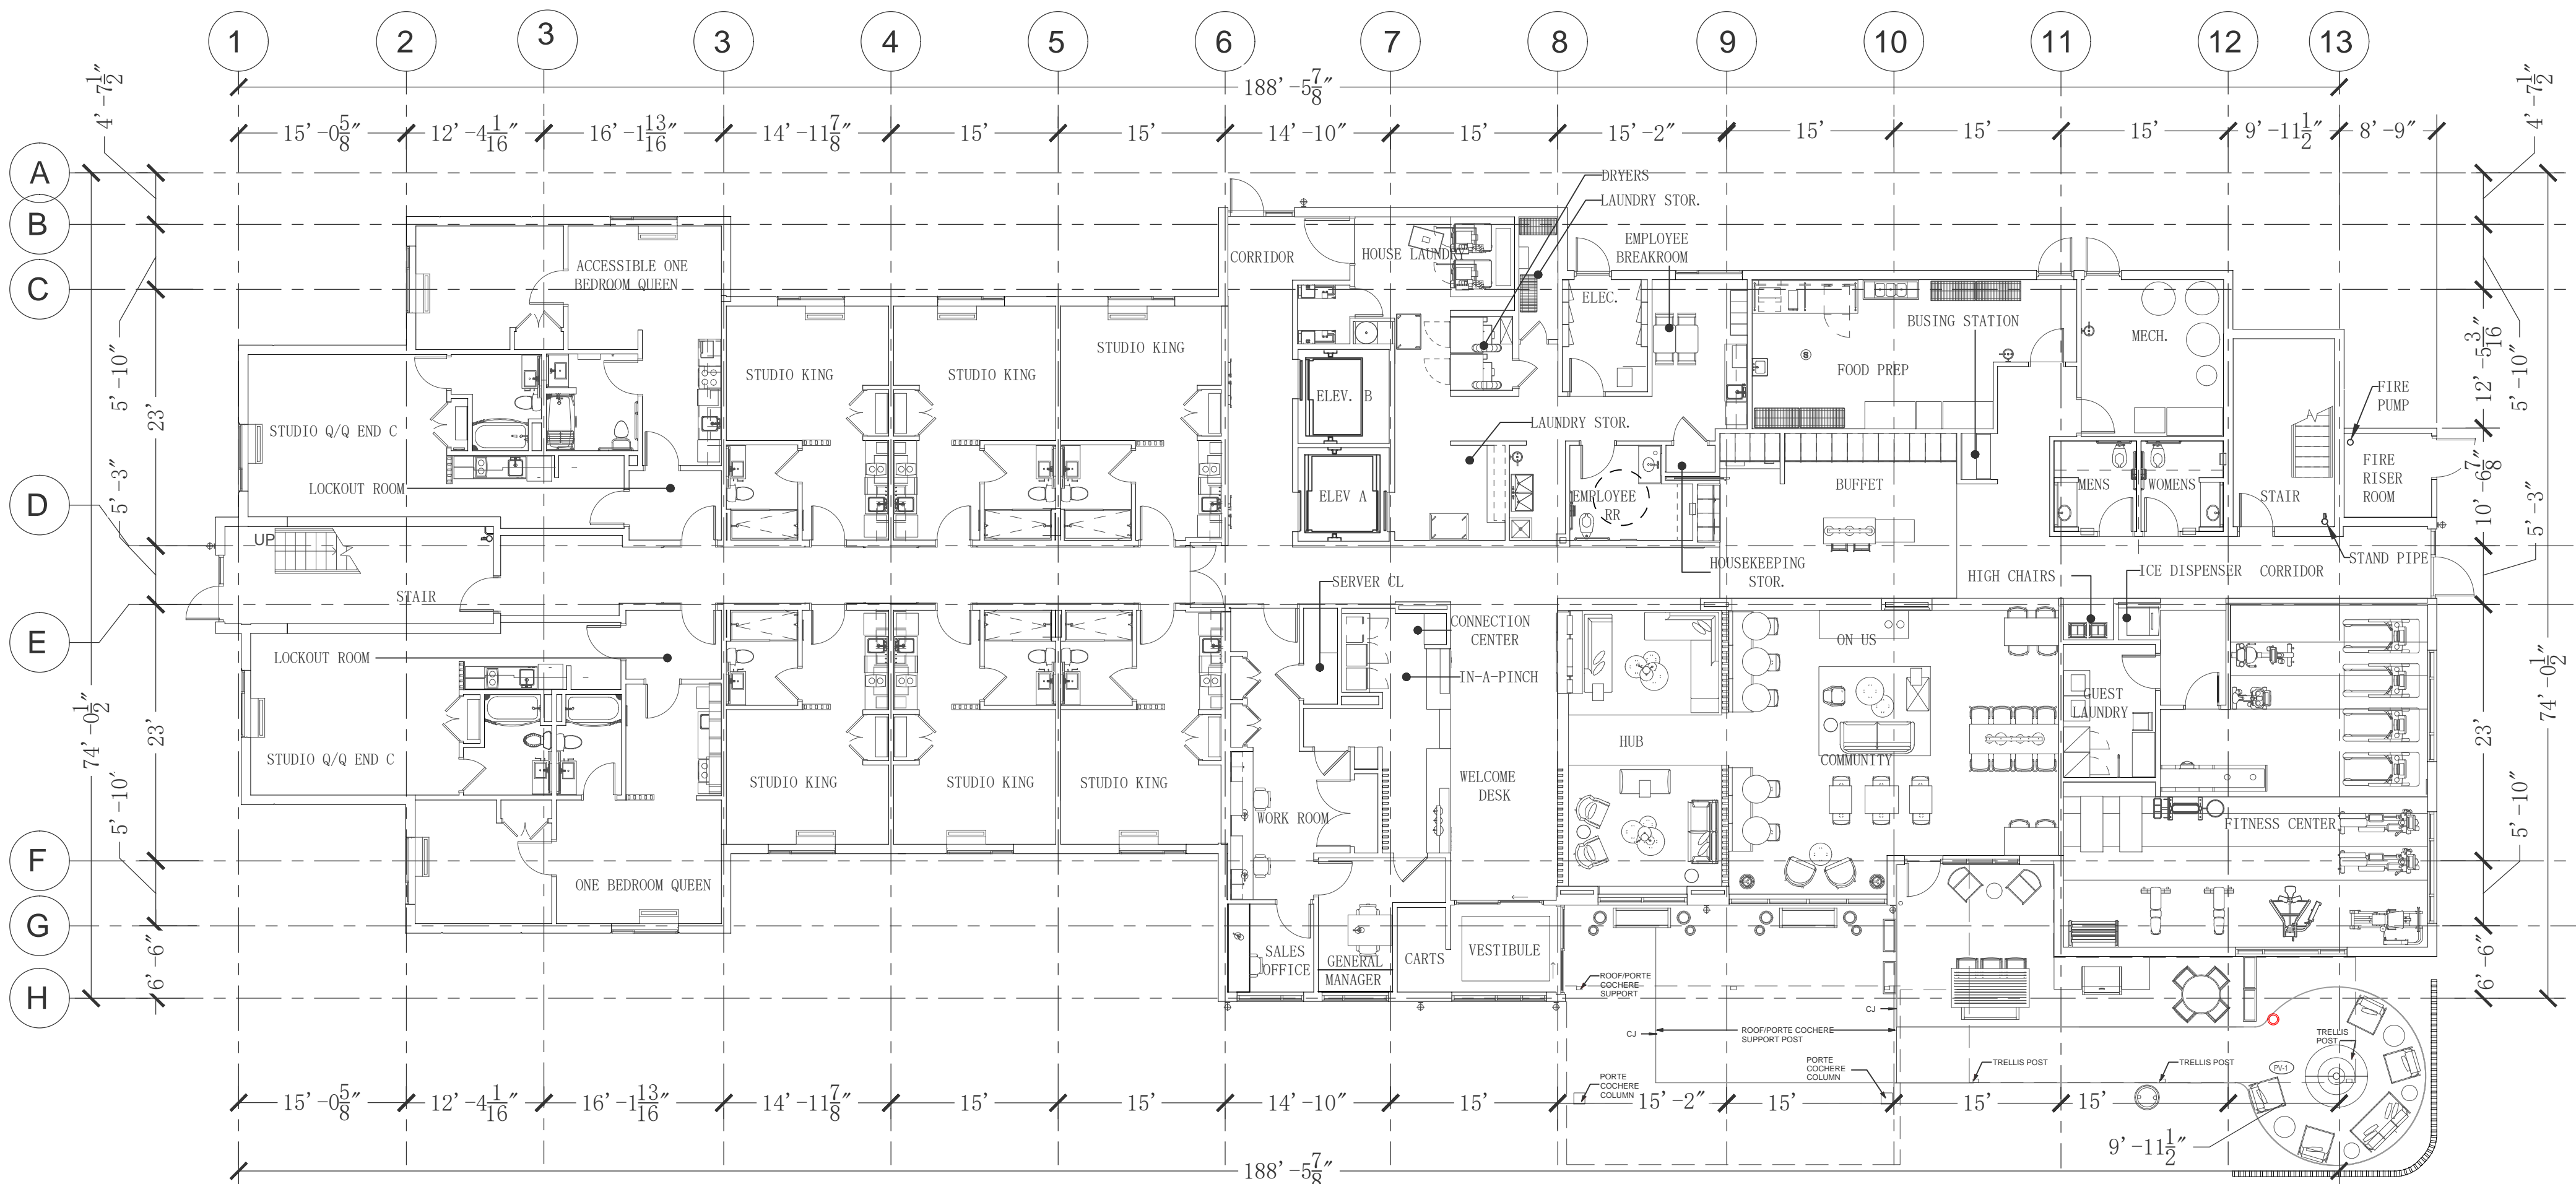 1 2 3 3 4 5 6 7 8 9 10 11 12 13
188'-5 7/8"
4'-7 1/2"
4'-7 1/2"
15'-0 5/8" 12'-4 1/16" 16'-1 13/16" 14'-11 7/8" 15' 15' 14'-10" 15' 15'-2" 15' 15' 15' 9'-11 1/2" 8'-9"
A
B
C
D
E
F
G
H
5'-10"
23'
5'-3"
74'-0 1/2"
23'
5'-10'
6'-6"
12'-5 3/16"
5'-10"
10'-6 7/8"
5'-3"
23'
74'-0 1/2"
5'-10"
6'-6"
DRYERS
LAUNDRY STOR.
EMPLOYEE
BREAKROOM
CORRIDOR
HOUSE LAUNDRY
ACCESSIBLE ONE
BEDROOM QUEEN
ELEC.
BUSING STATION
MECH.
STUDIO KING
STUDIO KING
STUDIO KING
FOOD PREP
S
FIRE
PUMP
ELEV. B
LAUNDRY STOR.
STUDIO Q/Q END C
FIRE
RISER
ROOM
LOCKOUT ROOM
ELEV A
EMPLOYEE
RR
BUFFET
MENS
WOMENS
STAIR
UP
STAIR
STAND PIPE
HOUSEKEEPING
STOR.
HIGH CHAIRS
ICE DISPENSER
CORRIDOR
SERVER CL
CONNECTION
CENTER
ON US
LOCKOUT ROOM
IN-A-PINCH
GUEST
LAUNDRY
HUB
COMMUNITY
STUDIO Q/Q END C
STUDIO KING
STUDIO KING
STUDIO KING
WELCOME
DESK
WORK ROOM
FITNESS CENTER
ONE BEDROOM QUEEN
SALES
OFFICE
GENERAL
MANAGER
CARTS
VESTIBULE
ROOF/PORTE
COCHERE
SUPPORT
CJ
CJ
ROOF/PORTE COCHERE
SUPPORT POST
TRELLIS
POST
PORTE
COCHERE
COLUMN
PORTE
COCHERE
COLUMN
TRELLIS POST
TRELLIS POST
PV-1
15'-0 5/8" 12'-4 1/16" 16'-1 13/16" 14'-11 7/8" 15' 15' 14'-10" 15' 15'-2" 15' 15' 15'
9'-11 1/2"
188'-5 7/8"